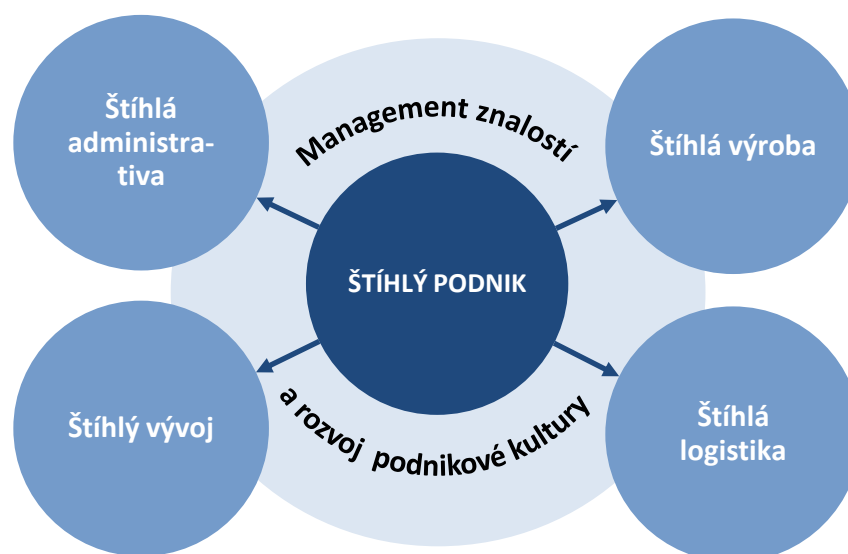 Štíhlá
administra-
tiva
Management znalostí
Štíhlá výroba
ŠTÍHLÝ PODNIK
Štíhlý vývoj
a rozvoj podnikové kultury
Štíhlá
logistika